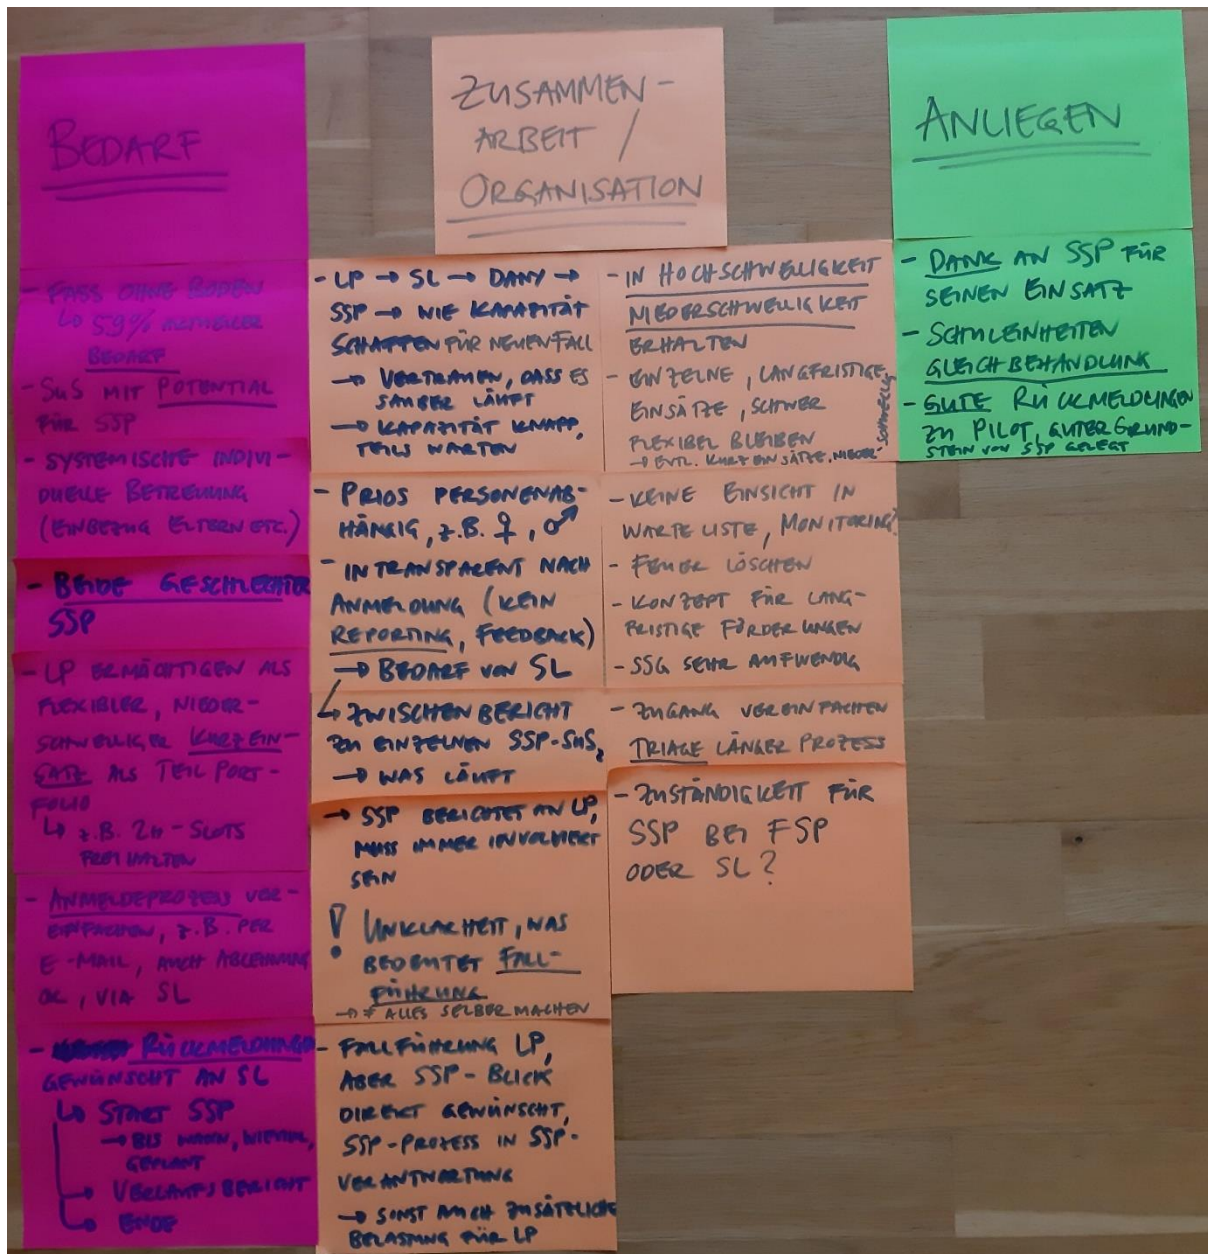 BEDARF
- FASS OHNE BODEN
↳ 59% AKTUELLER
BEDARF
- SUS MIT POTENTIAL
FÜR SSP
- SYSTEMISCHE INDIVI-
DUELLE BETREUUNG
(EINBEZUG ELTERN ETC.)
- BEIDE GESCHLECHTER
SSP
- LP ERMÄCHTIGEN ALS
FLEXIBLER, NIEDER-
SCHWELLIGER KURZEIN-
SATZ ALS TEIL PORT-
FOLIO
↳ z.B. 2H-SLOTS
FREI HALTEN
- ANMELDEPROZESS VER-
EINFACHEN, z.B. PER
E-MAIL, AUCH ABLEHNUNG
OK, VIA SL
- RÜCKMELDUNGEN
GEWÜNSCHT AN SL
↳ START SSP
→ BIS WANN, WIEVIEL,
GEPLANT
→ VERLAUFSBERICHT
↳ ENDE
ZUSAMMEN-
ARBEIT /
ORGANISATION
- LP → SL → DANY →
SSP → WIE KAPAZITÄT
SCHAFFEN FÜR NEUEN FALL
→ VERTRAUEN, DASS ES
SAUBER LÄUFT
→ KAPAZITÄT KNAPP,
TEILS WARTEN
- PRIOS PERSONENAB-
HÄNGIG, z.B. ♀, ♂
- INTRANSPARENT NACH
ANMELDUNG (KEIN
REPORTING, FEEDBACK)
→ BEDARF VON SL
↳ ZWISCHENBERICHT
ZU EINZELNEN SSP-SUS,
→ WAS LÄUFT
→ SSP BERICHTET AN LP,
MUSS IMMER INVOLVIERT
SEIN
! UNKLARHEIT, WAS
BEDEUTET FALL-
FÜHRUNG
→ ≠ ALLES SELBER MACHEN
- FALLFÜHRUNG LP,
ABER SSP-BLICK
DIREKT GEWÜNSCHT,
SSP-PROZESS IN SSP-
VERANTWORTUNG
→ SONST AUCH ZUSÄTZLICHE
BELASTUNG FÜR LP
- IN HOCHSCHWELLIGKEIT
NIEDERSCHWELLIGKEIT
ERHALTEN
- EINZELNE, LANGFRISTIGE
EINSÄTZE, SCHWER
FLEXIBEL BLEIBEN
→ EVTL. KURZEINSÄTZE, NIEDER-
SCHWELLIG
- KEINE EINSICHT IN
WARTELISTE, MONITORING?
- FEUER LÖSCHEN
- KONZEPT FÜR LANG-
FRISTIGE FÖRDERUNGEN
- SSG SEHR AUFWENDIG
- ZUGANG VEREINFACHEN
TRIAGE LÄNGER PROZESS
- ZUSTÄNDIGKEIT FÜR
SSP BEI FSP
ODER SL?
ANLIEGEN
- DANK AN SSP FÜR
SEINEN EINSATZ
- SCHULEINHEITEN
GLEICHBEHANDLUNG
- GUTE RÜCKMELDUNGEN
ZU PILOT, GUTER GRUND-
STEIN VON SSP GELEGT